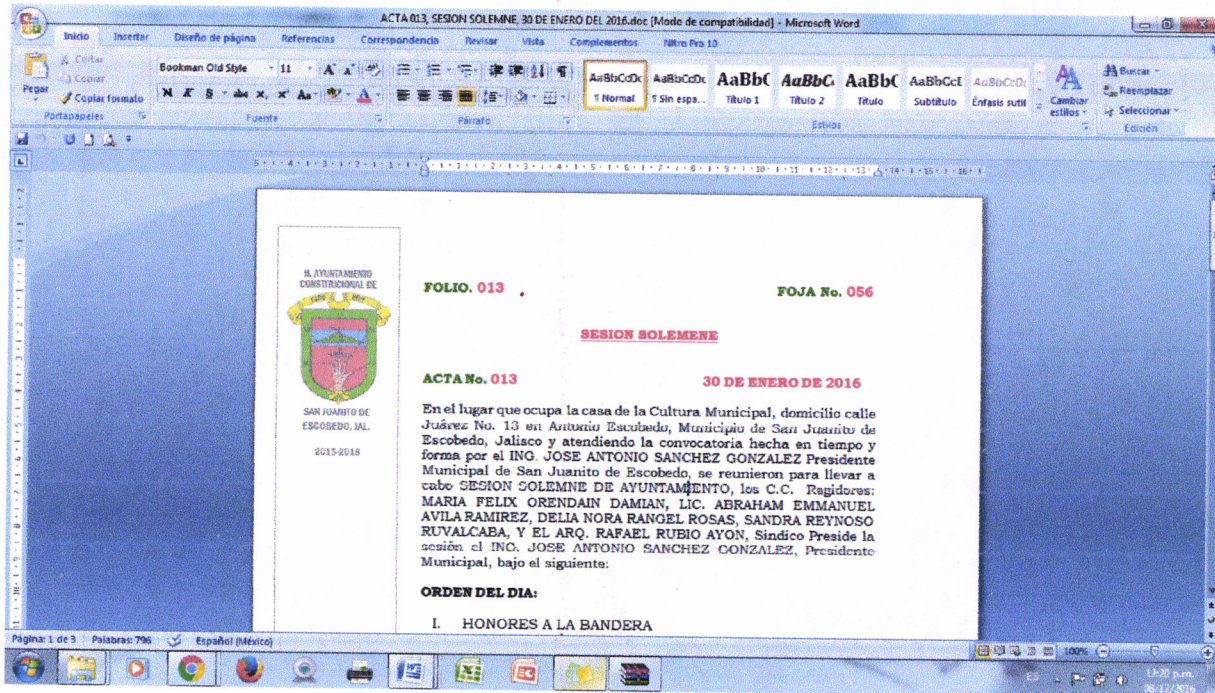 ACTA 013, SESION SOLEMNE, 30 DE ENERO DEL 2016.doc [Modo de compatibilidad] - Microsoft Word
Inicio Insertar Diseño de página Referencias Correspondencia Revisar Vista Complementos Nitro Pro 10
Cortar
Copiar
Pegar
Copiar formato
Portapapeles
Bookman Old Style 11
Fuente
Párrafo
AaBbCcDc AaBbCcDc AaBbC AaBbC AaBbC AaBbCcI AaBbCcDc
¶ Normal ¶ Sin espa... Título 1 Título 2 Título Subtítulo Énfasis sutil
Cambiar estilos
Estilos
Buscar
Reemplazar
Seleccionar
Edición
H. AYUNTAMIENTO
CONSTITUCIONAL DE
SAN JUANITO DE
ESCOBEDO, JAL.
2015-2018
FOLIO. 013 FOJA No. 056
SESION SOLEMENE
ACTA No. 013 30 DE ENERO DE 2016
En el lugar que ocupa la casa de la Cultura Municipal, domicilio calle
Juárez No. 13 en Antonio Escobedo, Municipio de San Juanito de
Escobedo, Jalisco y atendiendo la convocatoria hecha en tiempo y
forma por el ING. JOSE ANTONIO SANCHEZ GONZALEZ Presidente
Municipal de San Juanito de Escobedo, se reunieron para llevar a
cabo SESION SOLEMNE DE AYUNTAMIENTO, los C.C. Regidores:
MARIA FELIX ORENDAIN DAMIAN, LIC. ABRAHAM EMMANUEL
AVILA RAMIREZ, DELIA NORA RANGEL ROSAS, SANDRA REYNOSO
RUVALCABA, Y EL ARQ. RAFAEL RUBIO AYON, Sindico Preside la
sesión el ING. JOSE ANTONIO SANCHEZ GONZALEZ, Presidente
Municipal, bajo el siguiente:
ORDEN DEL DIA:
I. HONORES A LA BANDERA
Página: 1 de 3 Palabras: 796 Español (México)
100%
ES